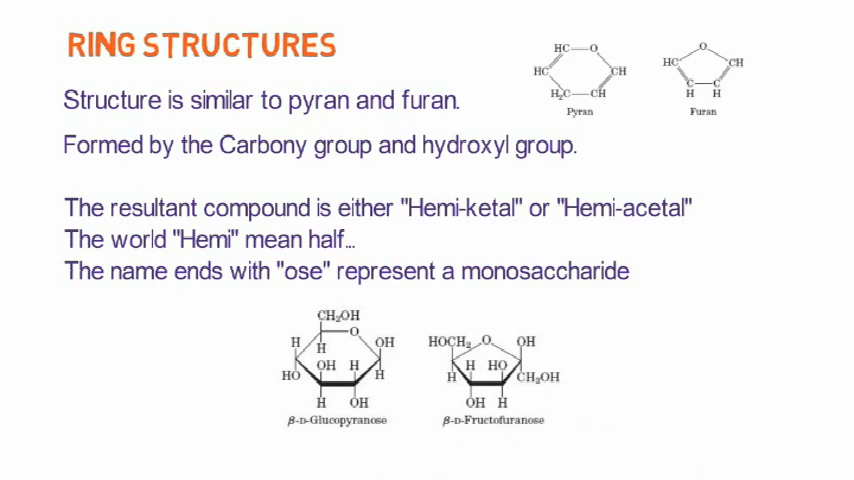 RING STRUCTURES
Structure is similar to pyran and furan.
Formed by the Carbony group and hydroxyl group.
HC O
HC CH
H₂C CH
Pyran
O
HC CH
C C
H H
Furan
The resultant compound is either "Hemi-ketal" or "Hemi-acetal"
The world "Hemi" mean half...
The name ends with "ose" represent a monosaccharide
CH₂OH
H O OH
H
OH H
HO H
H OH
β-D-Glucopyranose
HOCH₂ O OH
H HO
H CH₂OH
OH H
β-D-Fructofuranose